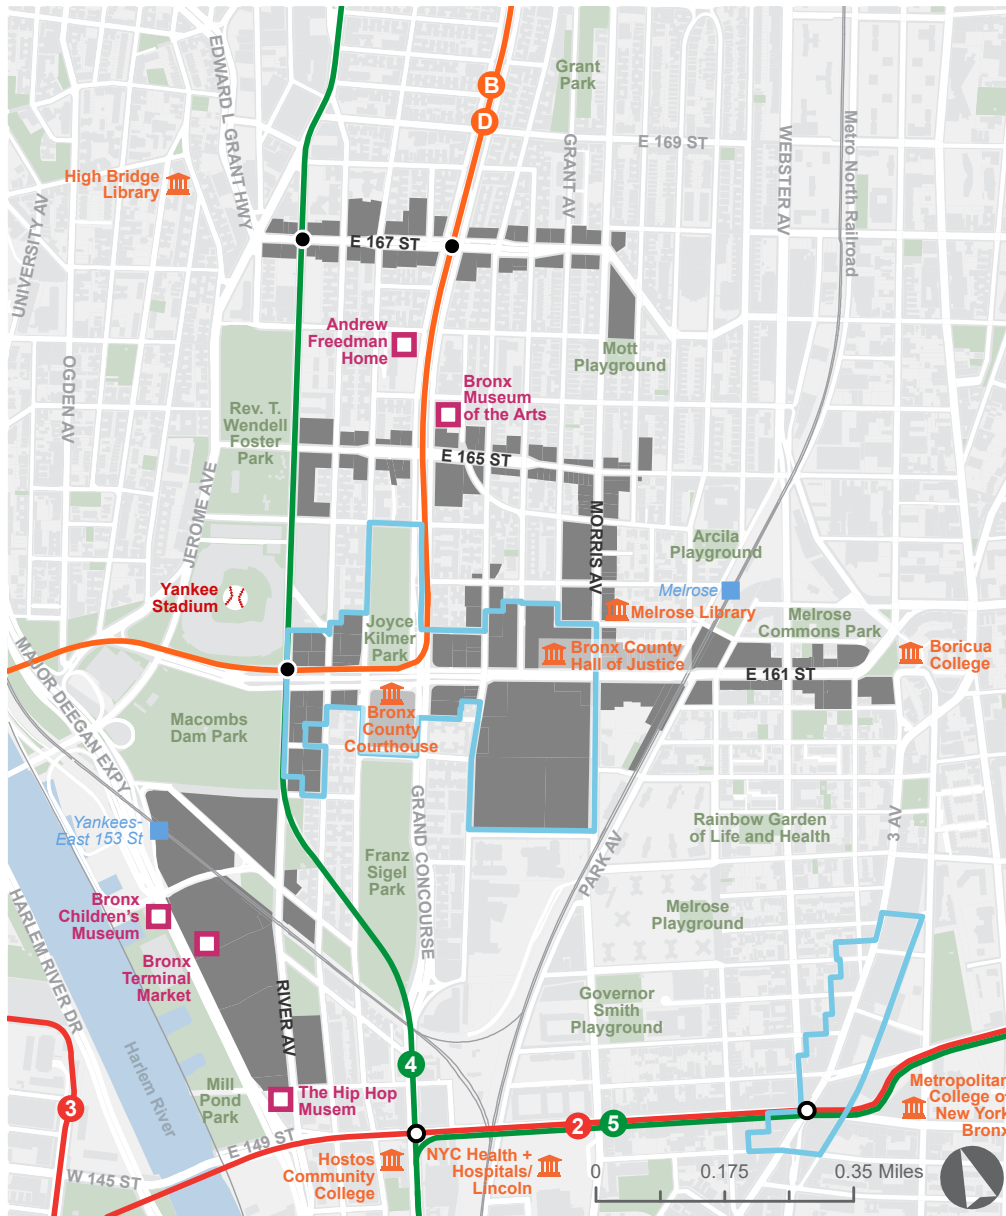 EDWARD L GRANT HWY
B
D
Grant
Park
GRANT AV
E 169 ST
WEBSTER AV
Metro North Railroad
High Bridge
Library
UNIVERSITY AV
E 167 ST
Andrew
Freedman
Home
Mott
Playground
OGDEN AV
Bronx
Museum
of the Arts
Rev. T.
Wendell
Foster
Park
E 165 ST
JEROME AVE
MORRIS AV
Arcila
Playground
Yankee
Stadium
Melrose
Melrose Library
Joyce
Kilmer
Park
Melrose
Commons Park
Bronx County
Hall of Justice
Boricua
College
MAJOR DEEGAN EXPY
E 161 ST
Macombs
Dam Park
Bronx
County
Courthouse
GRAND CONCOURSE
Yankees-
East 153 St
Rainbow Garden
of Life and Health
3 AV
Franz
Sigel
Park
PARK AV
HARLEM RIVER DR
Bronx
Children's
Museum
Melrose
Playground
Bronx
Terminal
Market
RIVER AV
Governor
Smith
Playground
Harlem River
4
Mill
Pond
Park
The Hip Hop
Musem
3
2
5
Metropolitan
College of
New York
Bronx
E 149 ST
W 145 ST
Hostos
Community
College
NYC Health +
Hospitals/
Lincoln
0 0.175 0.35 Miles